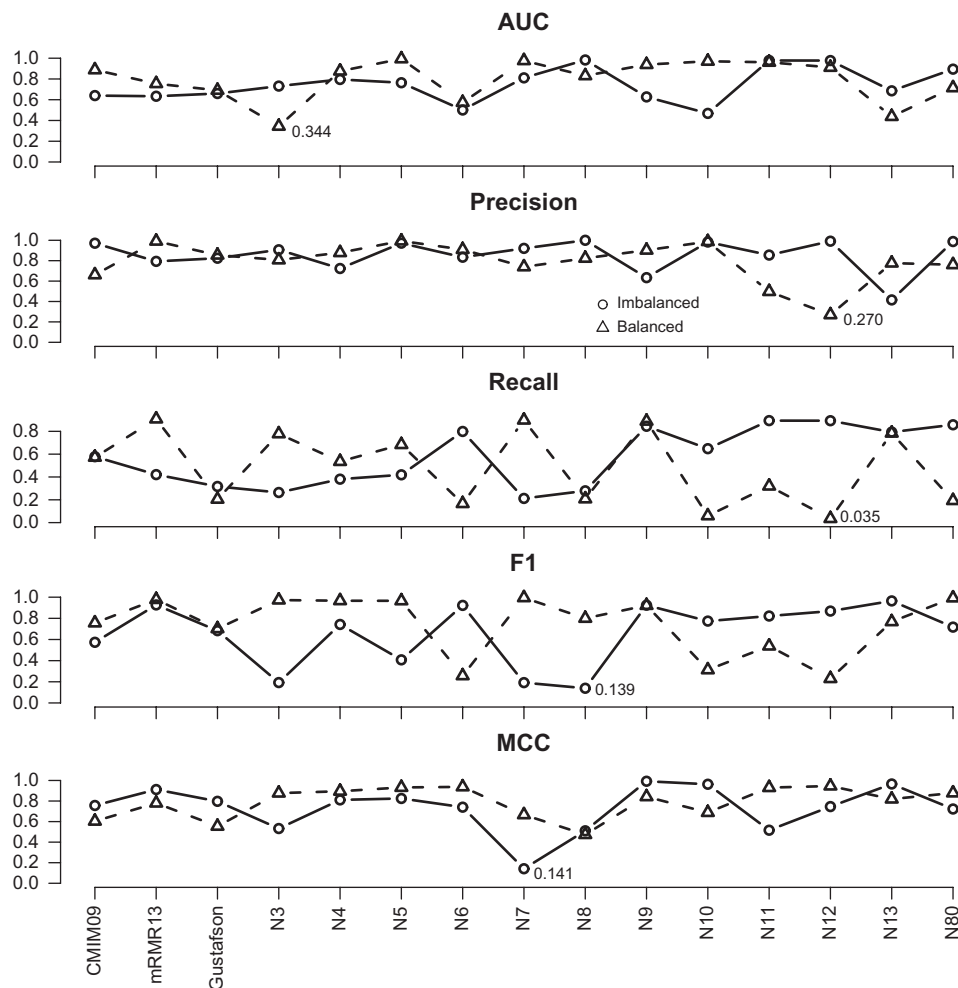 AUC
1.0
0.8
0.6
0.4
0.2
0.0
0.344
Precision
1.0
0.8
0.6
0.4
0.2
0.0
Imbalanced
Balanced
0.270
Recall
0.8
0.6
0.4
0.2
0.0
0.035
F1
1.0
0.8
0.6
0.4
0.2
0.0
0.139
MCC
1.0
0.8
0.6
0.4
0.2
0.0
0.141
CMIM09
mRMR13
Gustafson
N3
N4
N5
N6
N7
N8
N9
N10
N11
N12
N13
N80